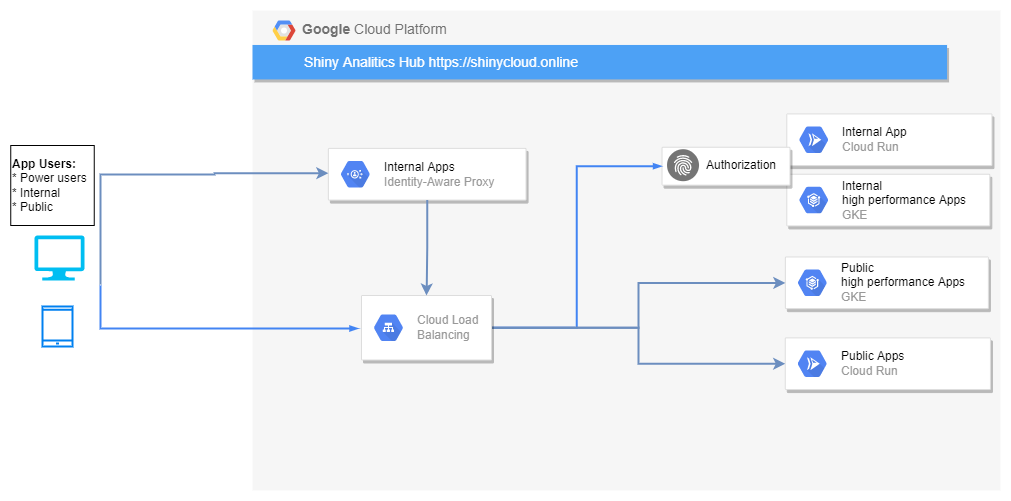 Google Cloud Platform
Shiny Analitics Hub https://shinycloud.online
App Users:
* Power users
* Internal
* Public
Internal Apps
Identity-Aware Proxy
Cloud Load
Balancing
Authorization
Internal App
Cloud Run
Internal
high performance Apps
GKE
Public
high performance Apps
GKE
Public Apps
Cloud Run